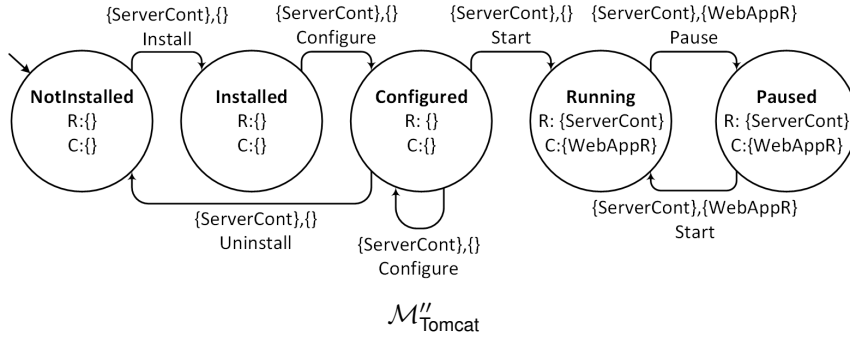 {ServerCont},{}
Install
{ServerCont},{}
Configure
{ServerCont},{}
Start
{ServerCont},{WebAppR}
Pause
NotInstalled
R:{}
C:{}
Installed
R:{}
C:{}
Configured
R: {}
C:{}
Running
R: {ServerCont}
C:{WebAppR}
Paused
R: {ServerCont}
C:{WebAppR}
{ServerCont},{}
Uninstall
{ServerCont},{}
Configure
{ServerCont},{WebAppR}
Start
ℳ″Tomcat